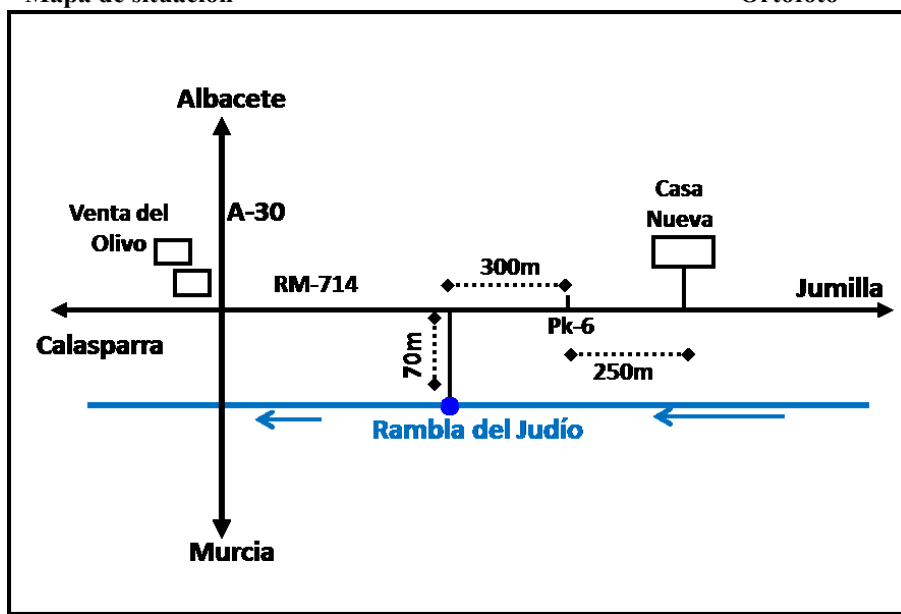 Mapa de situación
Ortofoto
Albacete
A-30
Venta del
Olivo
Casa
Nueva
300m
RM-714
Jumilla
Calasparra
Pk-6
70m
250m
Rambla del Judío
Murcia